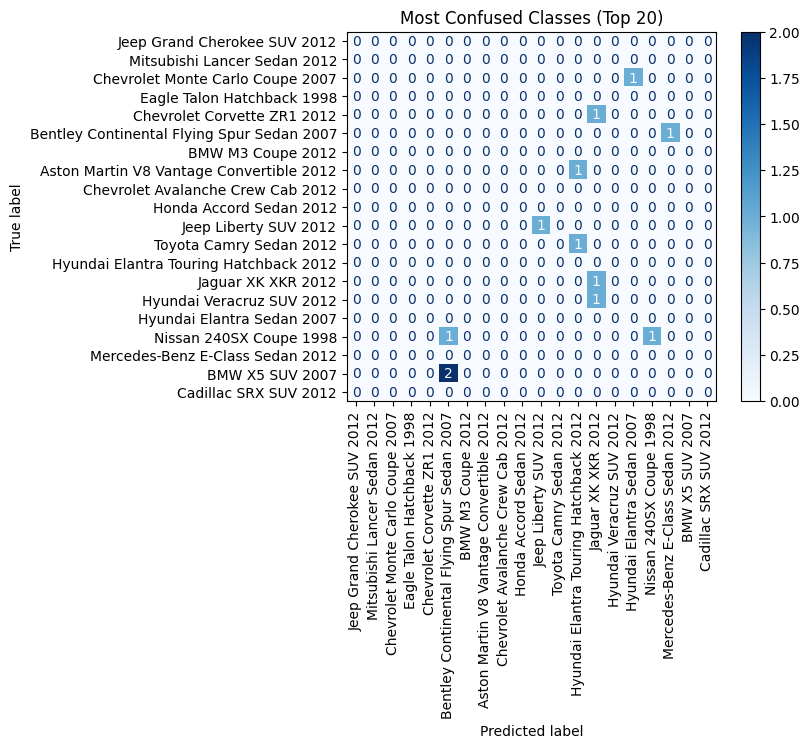 Most Confused Classes (Top 20)
Jeep Grand Cherokee SUV 2012 0 0 0 0 0 0 0 0 0 0 0 0 0 0 0 0 0 0 0 0
Mitsubishi Lancer Sedan 2012 0 0 0 0 0 0 0 0 0 0 0 0 0 0 0 0 0 0 0 0
Chevrolet Monte Carlo Coupe 2007 0 0 0 0 0 0 0 0 0 0 0 0 0 0 0 1 0 0 0 0
Eagle Talon Hatchback 1998 0 0 0 0 0 0 0 0 0 0 0 0 0 0 0 0 0 0 0 0
Chevrolet Corvette ZR1 2012 0 0 0 0 0 0 0 0 0 0 0 0 0 1 0 0 0 0 0 0
Bentley Continental Flying Spur Sedan 2007 0 0 0 0 0 0 0 0 0 0 0 0 0 0 0 0 0 1 0 0
BMW M3 Coupe 2012 0 0 0 0 0 0 0 0 0 0 0 0 0 0 0 0 0 0 0 0
Aston Martin V8 Vantage Convertible 2012 0 0 0 0 0 0 0 0 0 0 0 0 1 0 0 0 0 0 0 0
Chevrolet Avalanche Crew Cab 2012 0 0 0 0 0 0 0 0 0 0 0 0 0 0 0 0 0 0 0 0
Honda Accord Sedan 2012 0 0 0 0 0 0 0 0 0 0 0 0 0 0 0 0 0 0 0 0
Jeep Liberty SUV 2012 0 0 0 0 0 0 0 0 0 0 1 0 0 0 0 0 0 0 0 0
Toyota Camry Sedan 2012 0 0 0 0 0 0 0 0 0 0 0 0 1 0 0 0 0 0 0 0
Hyundai Elantra Touring Hatchback 2012 0 0 0 0 0 0 0 0 0 0 0 0 0 0 0 0 0 0 0 0
Jaguar XK XKR 2012 0 0 0 0 0 0 0 0 0 0 0 0 0 1 0 0 0 0 0 0
Hyundai Veracruz SUV 2012 0 0 0 0 0 0 0 0 0 0 0 0 0 1 0 0 0 0 0 0
Hyundai Elantra Sedan 2007 0 0 0 0 0 0 0 0 0 0 0 0 0 0 0 0 0 0 0 0
Nissan 240SX Coupe 1998 0 0 0 0 0 1 0 0 0 0 0 0 0 0 0 0 1 0 0 0
Mercedes-Benz E-Class Sedan 2012 0 0 0 0 0 0 0 0 0 0 0 0 0 0 0 0 0 0 0 0
BMW X5 SUV 2007 0 0 0 0 0 2 0 0 0 0 0 0 0 0 0 0 0 0 0 0
Cadillac SRX SUV 2012 0 0 0 0 0 0 0 0 0 0 0 0 0 0 0 0 0 0 0 0
True label
Jeep Grand Cherokee SUV 2012
Mitsubishi Lancer Sedan 2012
Chevrolet Monte Carlo Coupe 2007
Eagle Talon Hatchback 1998
Chevrolet Corvette ZR1 2012
Bentley Continental Flying Spur Sedan 2007
BMW M3 Coupe 2012
Aston Martin V8 Vantage Convertible 2012
Chevrolet Avalanche Crew Cab 2012
Honda Accord Sedan 2012
Jeep Liberty SUV 2012
Toyota Camry Sedan 2012
Hyundai Elantra Touring Hatchback 2012
Jaguar XK XKR 2012
Hyundai Veracruz SUV 2012
Hyundai Elantra Sedan 2007
Nissan 240SX Coupe 1998
Mercedes-Benz E-Class Sedan 2012
BMW X5 SUV 2007
Cadillac SRX SUV 2012
Predicted label
2.00
1.75
1.50
1.25
1.00
0.75
0.50
0.25
0.00